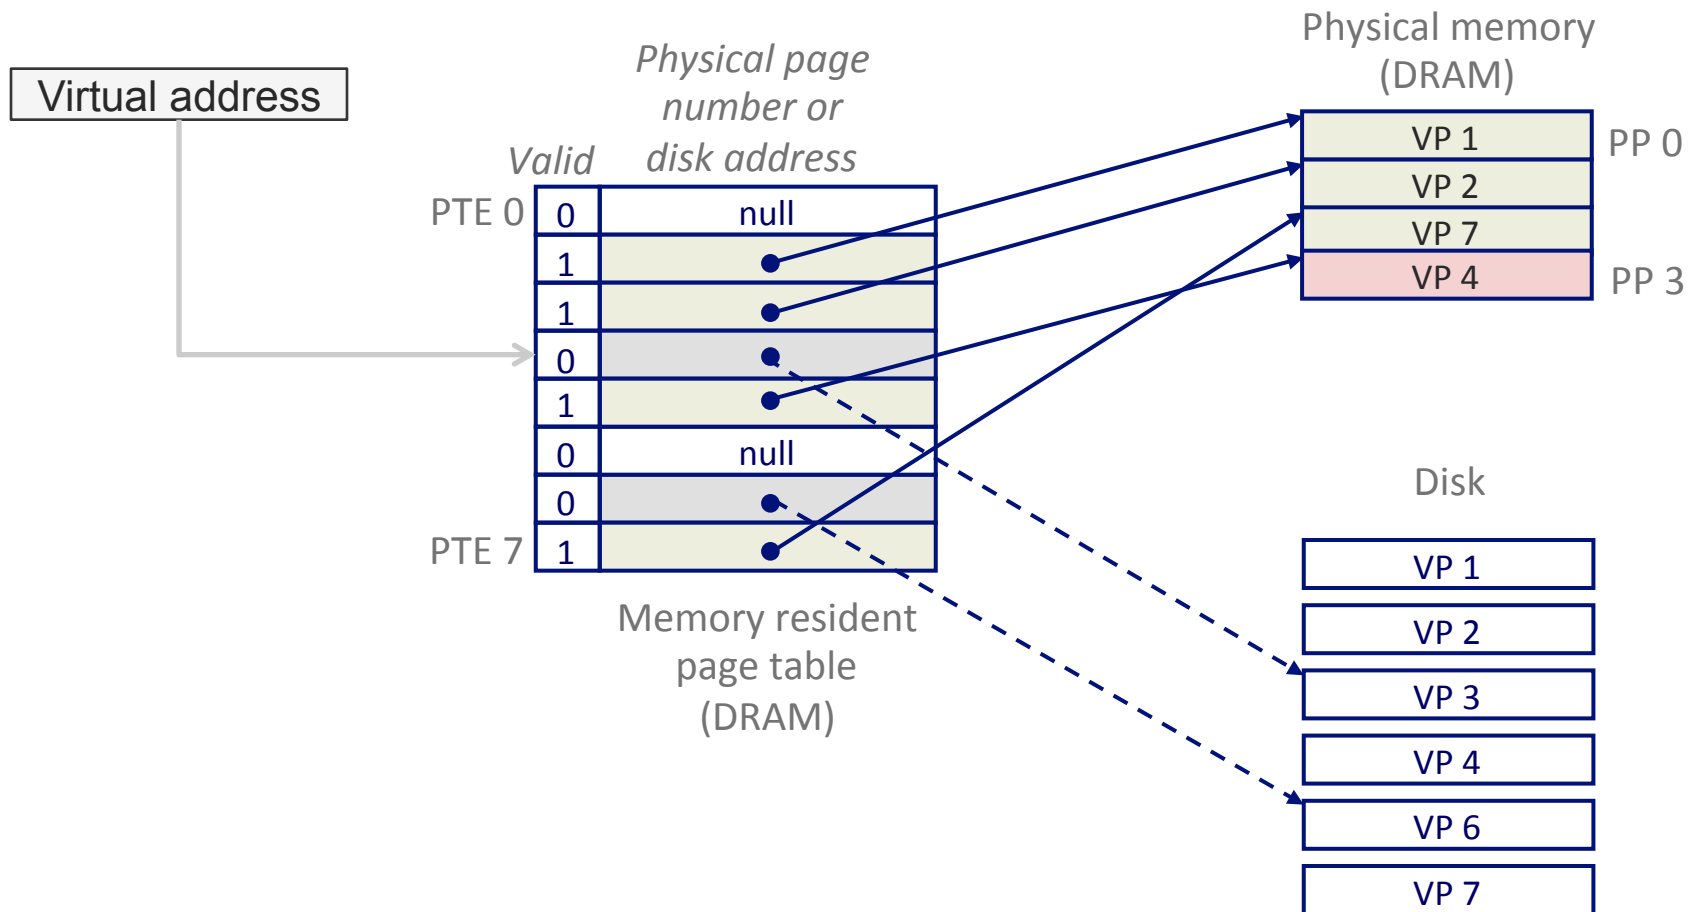 Virtual address
Physical page
number or
disk address
Valid
PTE 0
0
null
1
1
0
1
0
null
0
PTE 7
1
Memory resident
page table
(DRAM)
Physical memory
(DRAM)
VP 1
PP 0
VP 2
VP 7
VP 4
PP 3
Disk
VP 1
VP 2
VP 3
VP 4
VP 6
VP 7